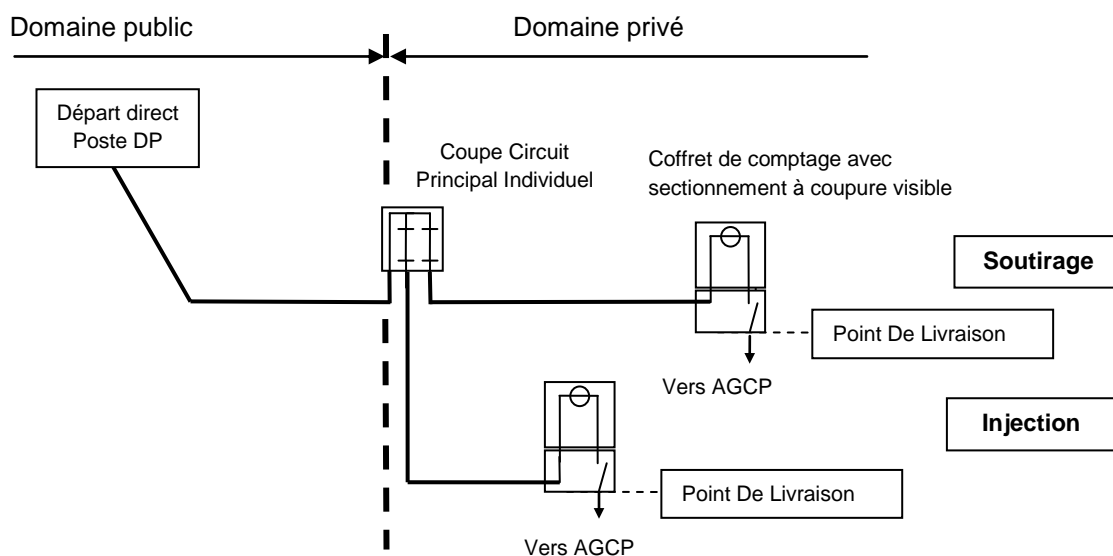 Domaine public
Domaine privé
Départ direct
Poste DP
Coupe Circuit
Principal Individuel
Coffret de comptage avec
sectionnement à coupure visible
Soutirage
Point De Livraison
Vers AGCP
Injection
Point De Livraison
Vers AGCP